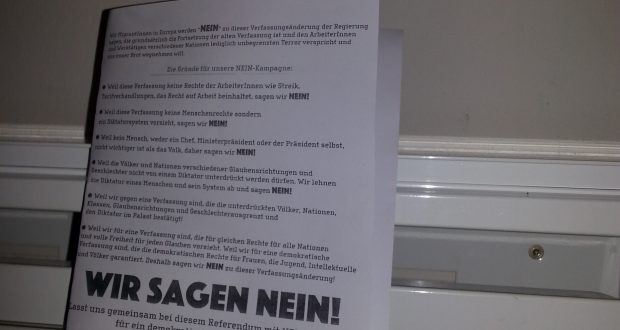 Wir MigrantInnen in Europa werden "NEIN" zu dieser Verfassungsänderung der Regierung
sagen, die grundsätzlich die Fortsetzung der alten Verfassung ist und den ArbeiterInnen
und Werktätigen verschiedener Nationen lediglich unbegrenzten Terror verspricht und
nur unser Brot wegnehmen will.
Die Gründe für unsere NEIN-Kampagne:
● Weil diese Verfassung keine Rechte der ArbeiterInnen wie Streik,
Tarifverhandlungen, das Recht auf Arbeit beinhaltet, sagen wir NEIN!
● Weil diese Verfassung keine Menschenrechte sondern
ein Diktatursystem vorsieht, sagen wir NEIN!
● Weil kein Mensch, weder ein Chef, Ministerpräsident oder der Präsident selbst,
nicht wichtiger ist als das Volk, daher sagen wir NEIN!
● Weil die Völker und Nationen verschiedener Glaubensrichtungen und
Geschlechter nicht von einem Diktator unterdrückt werden dürfen. Wir lehnen
die Diktatur eines Menschen und sein System ab und sagen NEIN!
● Weil wir gegen eine Verfassung sind, die die unterdrückten Völker, Nationen,
Klassen, Glaubensrichtungen und Geschlechter ausgrenzt und
den Diktator im Palast bestätigt!
● Weil wir für eine Verfassung sind, die für gleichen Rechte für alle Nationen
und volle Freiheit für jeden Glauben vorsieht. Weil wir für eine demokratische
Verfassung sind, die die demokratischen Rechte für Frauen, die Jugend, Intellektuelle
und Völker garantiert. Deshalb sagen wir NEIN zu dieser Verfassungsänderung!
WIR SAGEN NEIN!
Lasst uns gemeinsam bei diesem Referendum mit
für ein